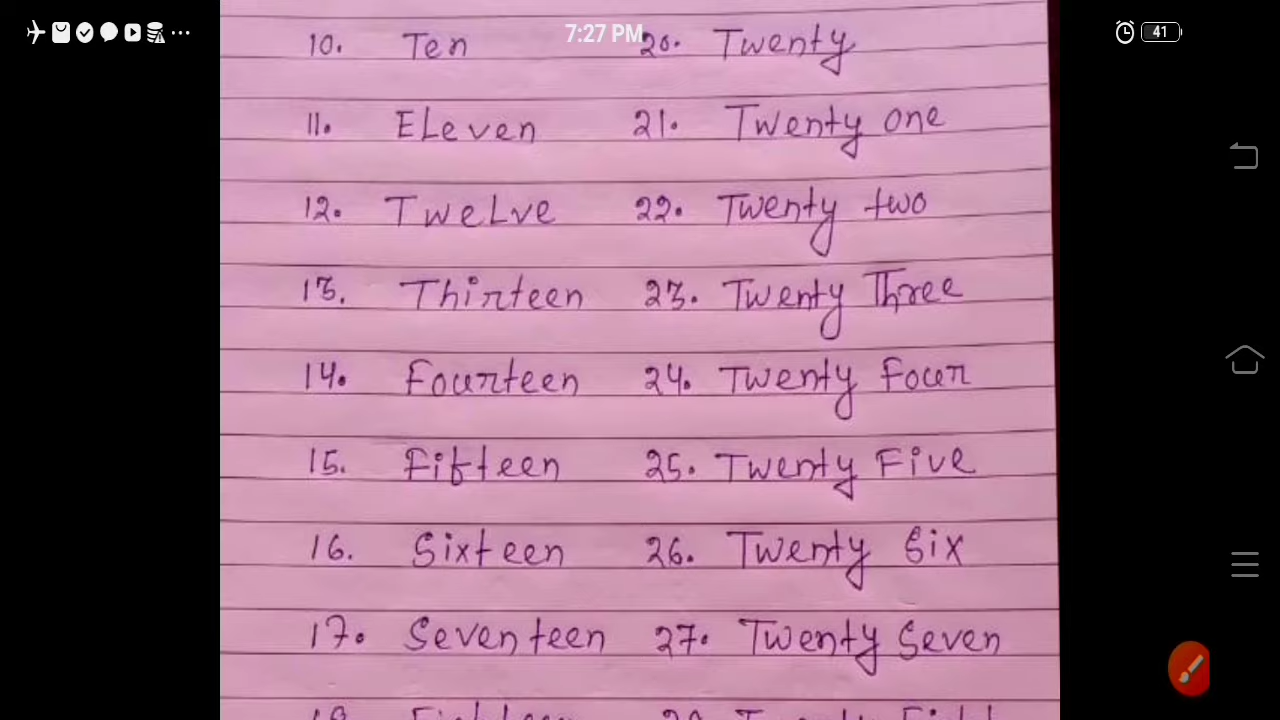 7:27 PM 41
10. Ten 20. Twenty
11. ELeven 21. Twenty one
12. TweLve 22. Twenty two
13. Thirteen 23. Twenty Three
14. Fourteen 24. Twenty Four
15. Fifteen 25. Twenty Five
16. Sixteen 26. Twenty Six
17. Seventeen 27. Twenty Seven